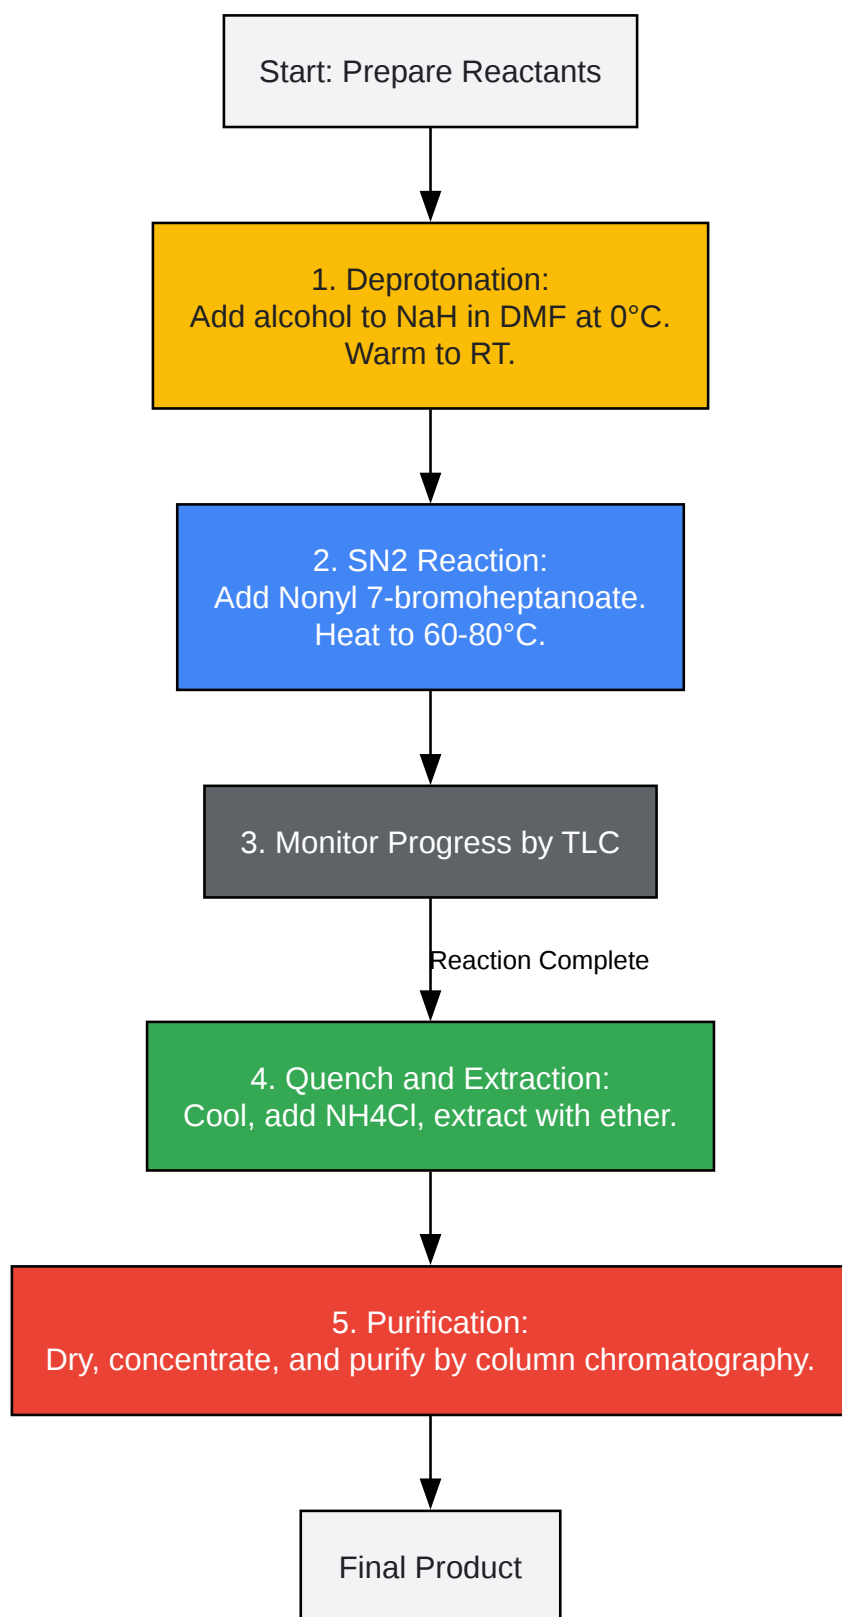 Start: Prepare Reactants
1. Deprotonation:
Add alcohol to NaH in DMF at 0°C.
Warm to RT.
2. SN2 Reaction:
Add Nonyl 7-bromoheptanoate.
Heat to 60-80°C.
3. Monitor Progress by TLC
Reaction Complete
4. Quench and Extraction:
Cool, add NH4Cl, extract with ether.
5. Purification:
Dry, concentrate, and purify by column chromatography.
Final Product